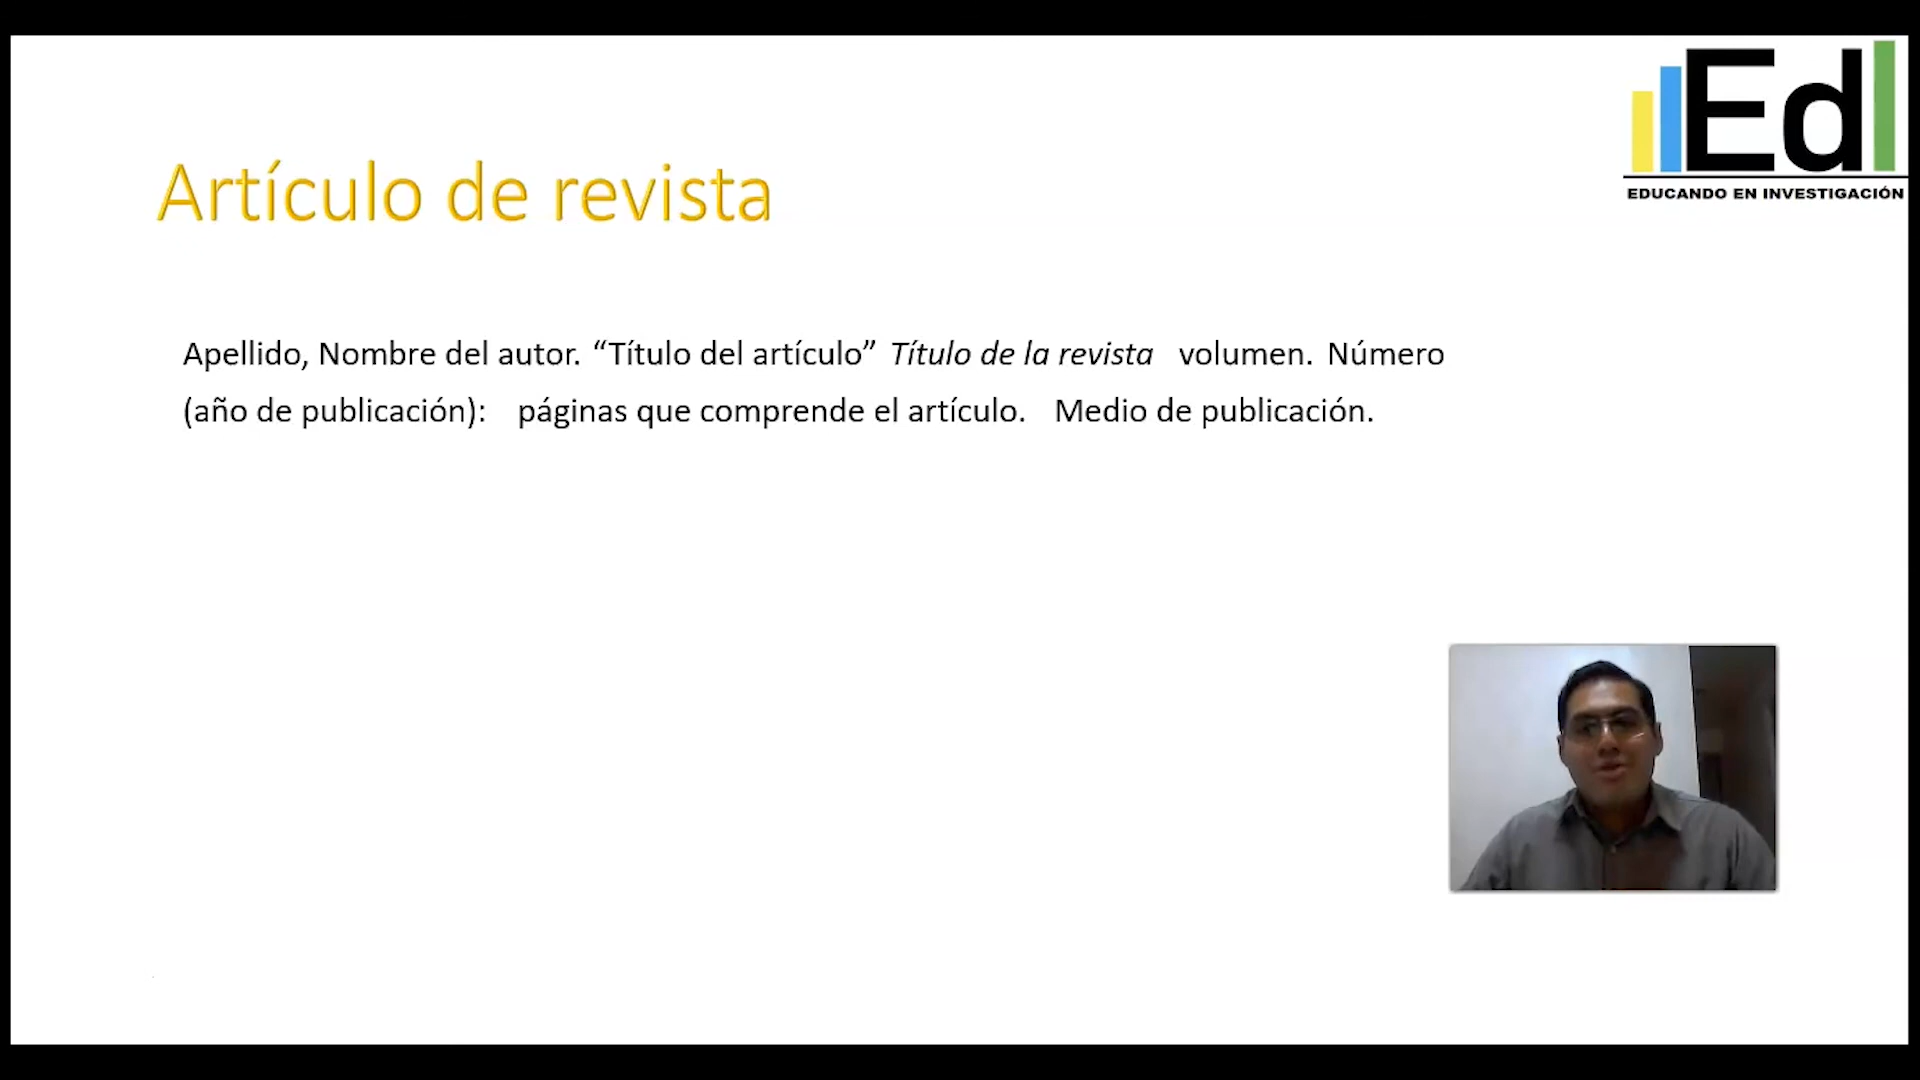 EdI
EDUCANDO EN INVESTIGACIÓN
Artículo de revista
Apellido, Nombre del autor. “Título del artículo” Título de la revista volumen. Número
(año de publicación): páginas que comprende el artículo. Medio de publicación.